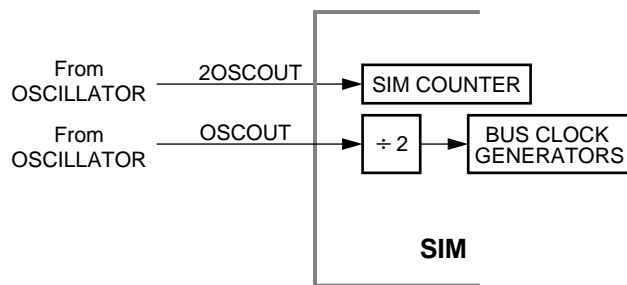 From
OSCILLATOR
2OSCOUT
SIM COUNTER
From
OSCILLATOR
OSCOUT
÷ 2
BUS CLOCK
GENERATORS
SIM